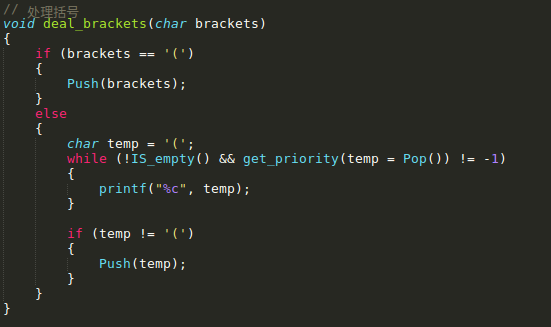 // 处理括号
void deal_brackets(char brackets)
{
    if (brackets == '(')
    {
        Push(brackets);
    }
    else
    {
        char temp = '(';
        while (!IS_empty() && get_priority(temp = Pop()) != -1)
        {
            printf("%c", temp);
        }

        if (temp != '(')
        {
            Push(temp);
        }
    }
}